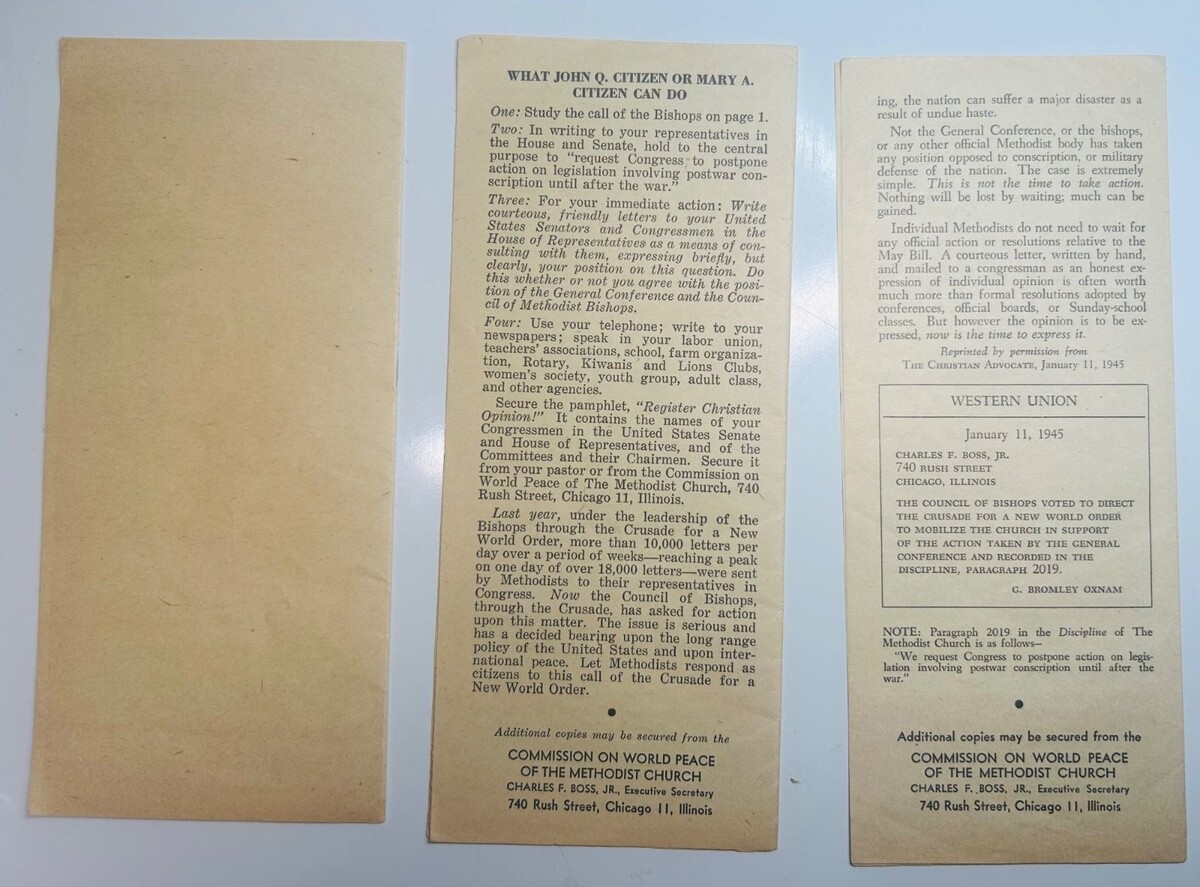 WHAT JOHN Q. CITIZEN OR MARY A.
CITIZEN CAN DO
One: Study the call of the Bishops on page 1.
Two: In writing to your representatives in
the House and Senate, hold to the central
purpose to "request Congress to postpone
action on legislation involving postwar con-
scription until after the war."
Three: For your immediate action: Write
courteous, friendly letters to your United
States Senators and Congressmen in the
House of Representatives as a means of con-
sulting with them, expressing briefly, but
clearly, your position on this question. Do
this whether or not you agree with the posi-
tion of the General Conference and the Coun-
cil of Methodist Bishops.
Four: Use your telephone; write to your
newspapers; speak in your labor union,
teachers' associations, school, farm organiza-
tion, Rotary, Kiwanis and Lions Clubs,
women's society, youth group, adult class,
and other agencies.
Secure the pamphlet, "Register Christian
Opinion!" It contains the names of your
Congressmen in the United States Senate
and House of Representatives, and of the
Committees and their Chairmen. Secure it
from your pastor or from the Commission on
World Peace of The Methodist Church, 740
Rush Street, Chicago 11, Illinois.
Last year, under the leadership of the
Bishops through the Crusade for a New
World Order, more than 10,000 letters per
day over a period of weeks—reaching a peak
on one day of over 18,000 letters—were sent
by Methodists to their representatives in
Congress. Now the Council of Bishops,
through the Crusade, has asked for action
upon this matter. The issue is serious and
has a decided bearing upon the long range
policy of the United States and upon inter-
national peace. Let Methodists respond as
citizens to this call of the Crusade for a
New World Order.
Additional copies may be secured from the
COMMISSION ON WORLD PEACE
OF THE METHODIST CHURCH
CHARLES F. BOSS, JR., Executive Secretary
740 Rush Street, Chicago 11, Illinois
ing, the nation can suffer a major disaster as a
result of undue haste.
Not the General Conference, or the bishops,
or any other official Methodist body has taken
any position opposed to conscription, or military
defense of the nation. The case is extremely
simple. This is not the time to take action.
Nothing will be lost by waiting; much can be
gained.
Individual Methodists do not need to wait for
any official action or resolutions relative to the
May Bill. A courteous letter, written by hand,
and mailed to a congressman as an honest ex-
pression of individual opinion is often worth
much more than formal resolutions adopted by
conferences, official boards, or Sunday-school
classes. But however the opinion is to be ex-
pressed, now is the time to express it.
Reprinted by permission from
THE CHRISTIAN ADVOCATE, January 11, 1945
WESTERN UNION
January 11, 1945
CHARLES F. BOSS, JR.
740 RUSH STREET
CHICAGO, ILLINOIS
THE COUNCIL OF BISHOPS VOTED TO DIRECT
THE CRUSADE FOR A NEW WORLD ORDER
TO MOBILIZE THE CHURCH IN SUPPORT
OF THE ACTION TAKEN BY THE GENERAL
CONFERENCE AND RECORDED IN THE
DISCIPLINE, PARAGRAPH 2019.
G. BROMLEY OXNAM
NOTE: Paragraph 2019 in the Discipline of The
Methodist Church is as follows—
"We request Congress to postpone action on legis-
lation involving postwar conscription until after the
war."
Additional copies may be secured from the
COMMISSION ON WORLD PEACE
OF THE METHODIST CHURCH
CHARLES F. BOSS, JR., Executive Secretary
740 Rush Street, Chicago 11, Illinois